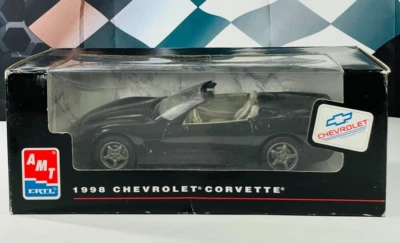 CHEVROLET
AMT
ERTL
1998 CHEVROLET® CORVETTE®